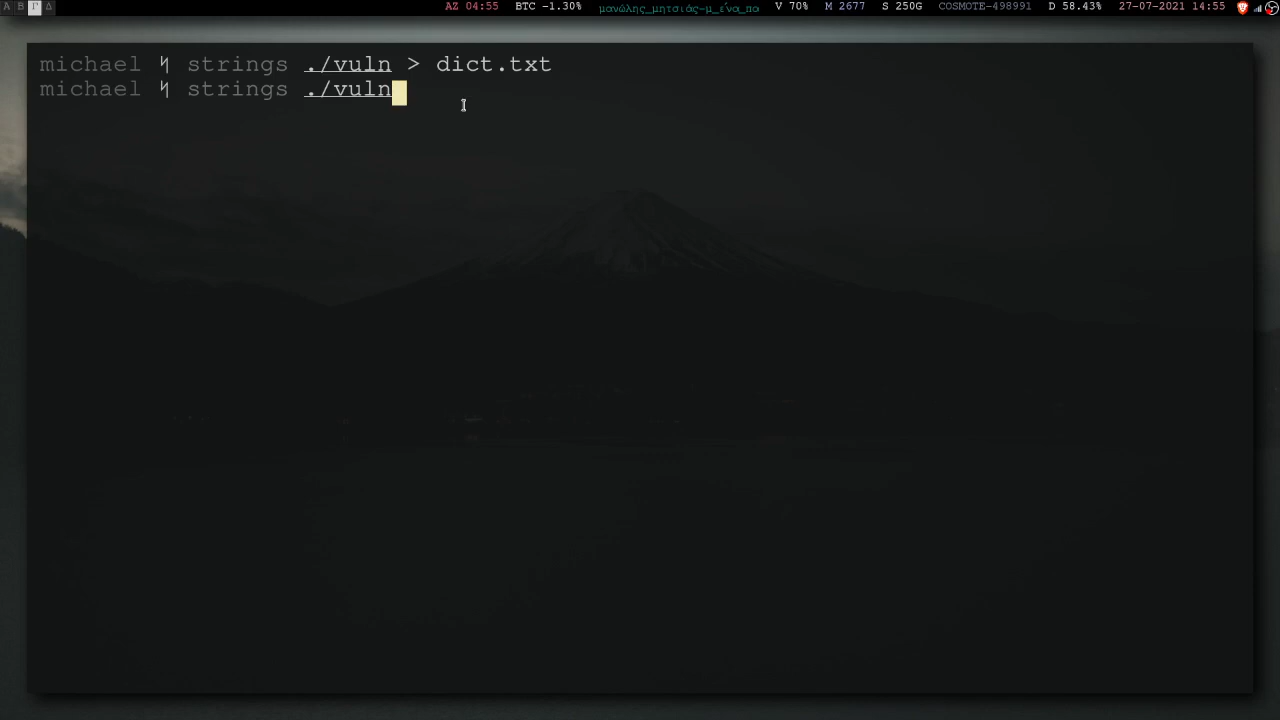 Α Β Γ Δ AZ 04:55 BTC -1.30% μανώλης_μητσιάς-μ_ένα_πα V 70% M 2677 S 250G COSMOTE-498991 D 58.43% 27-07-2021 14:55
michael ϟ strings ./vuln > dict.txt
michael ϟ strings ./vuln